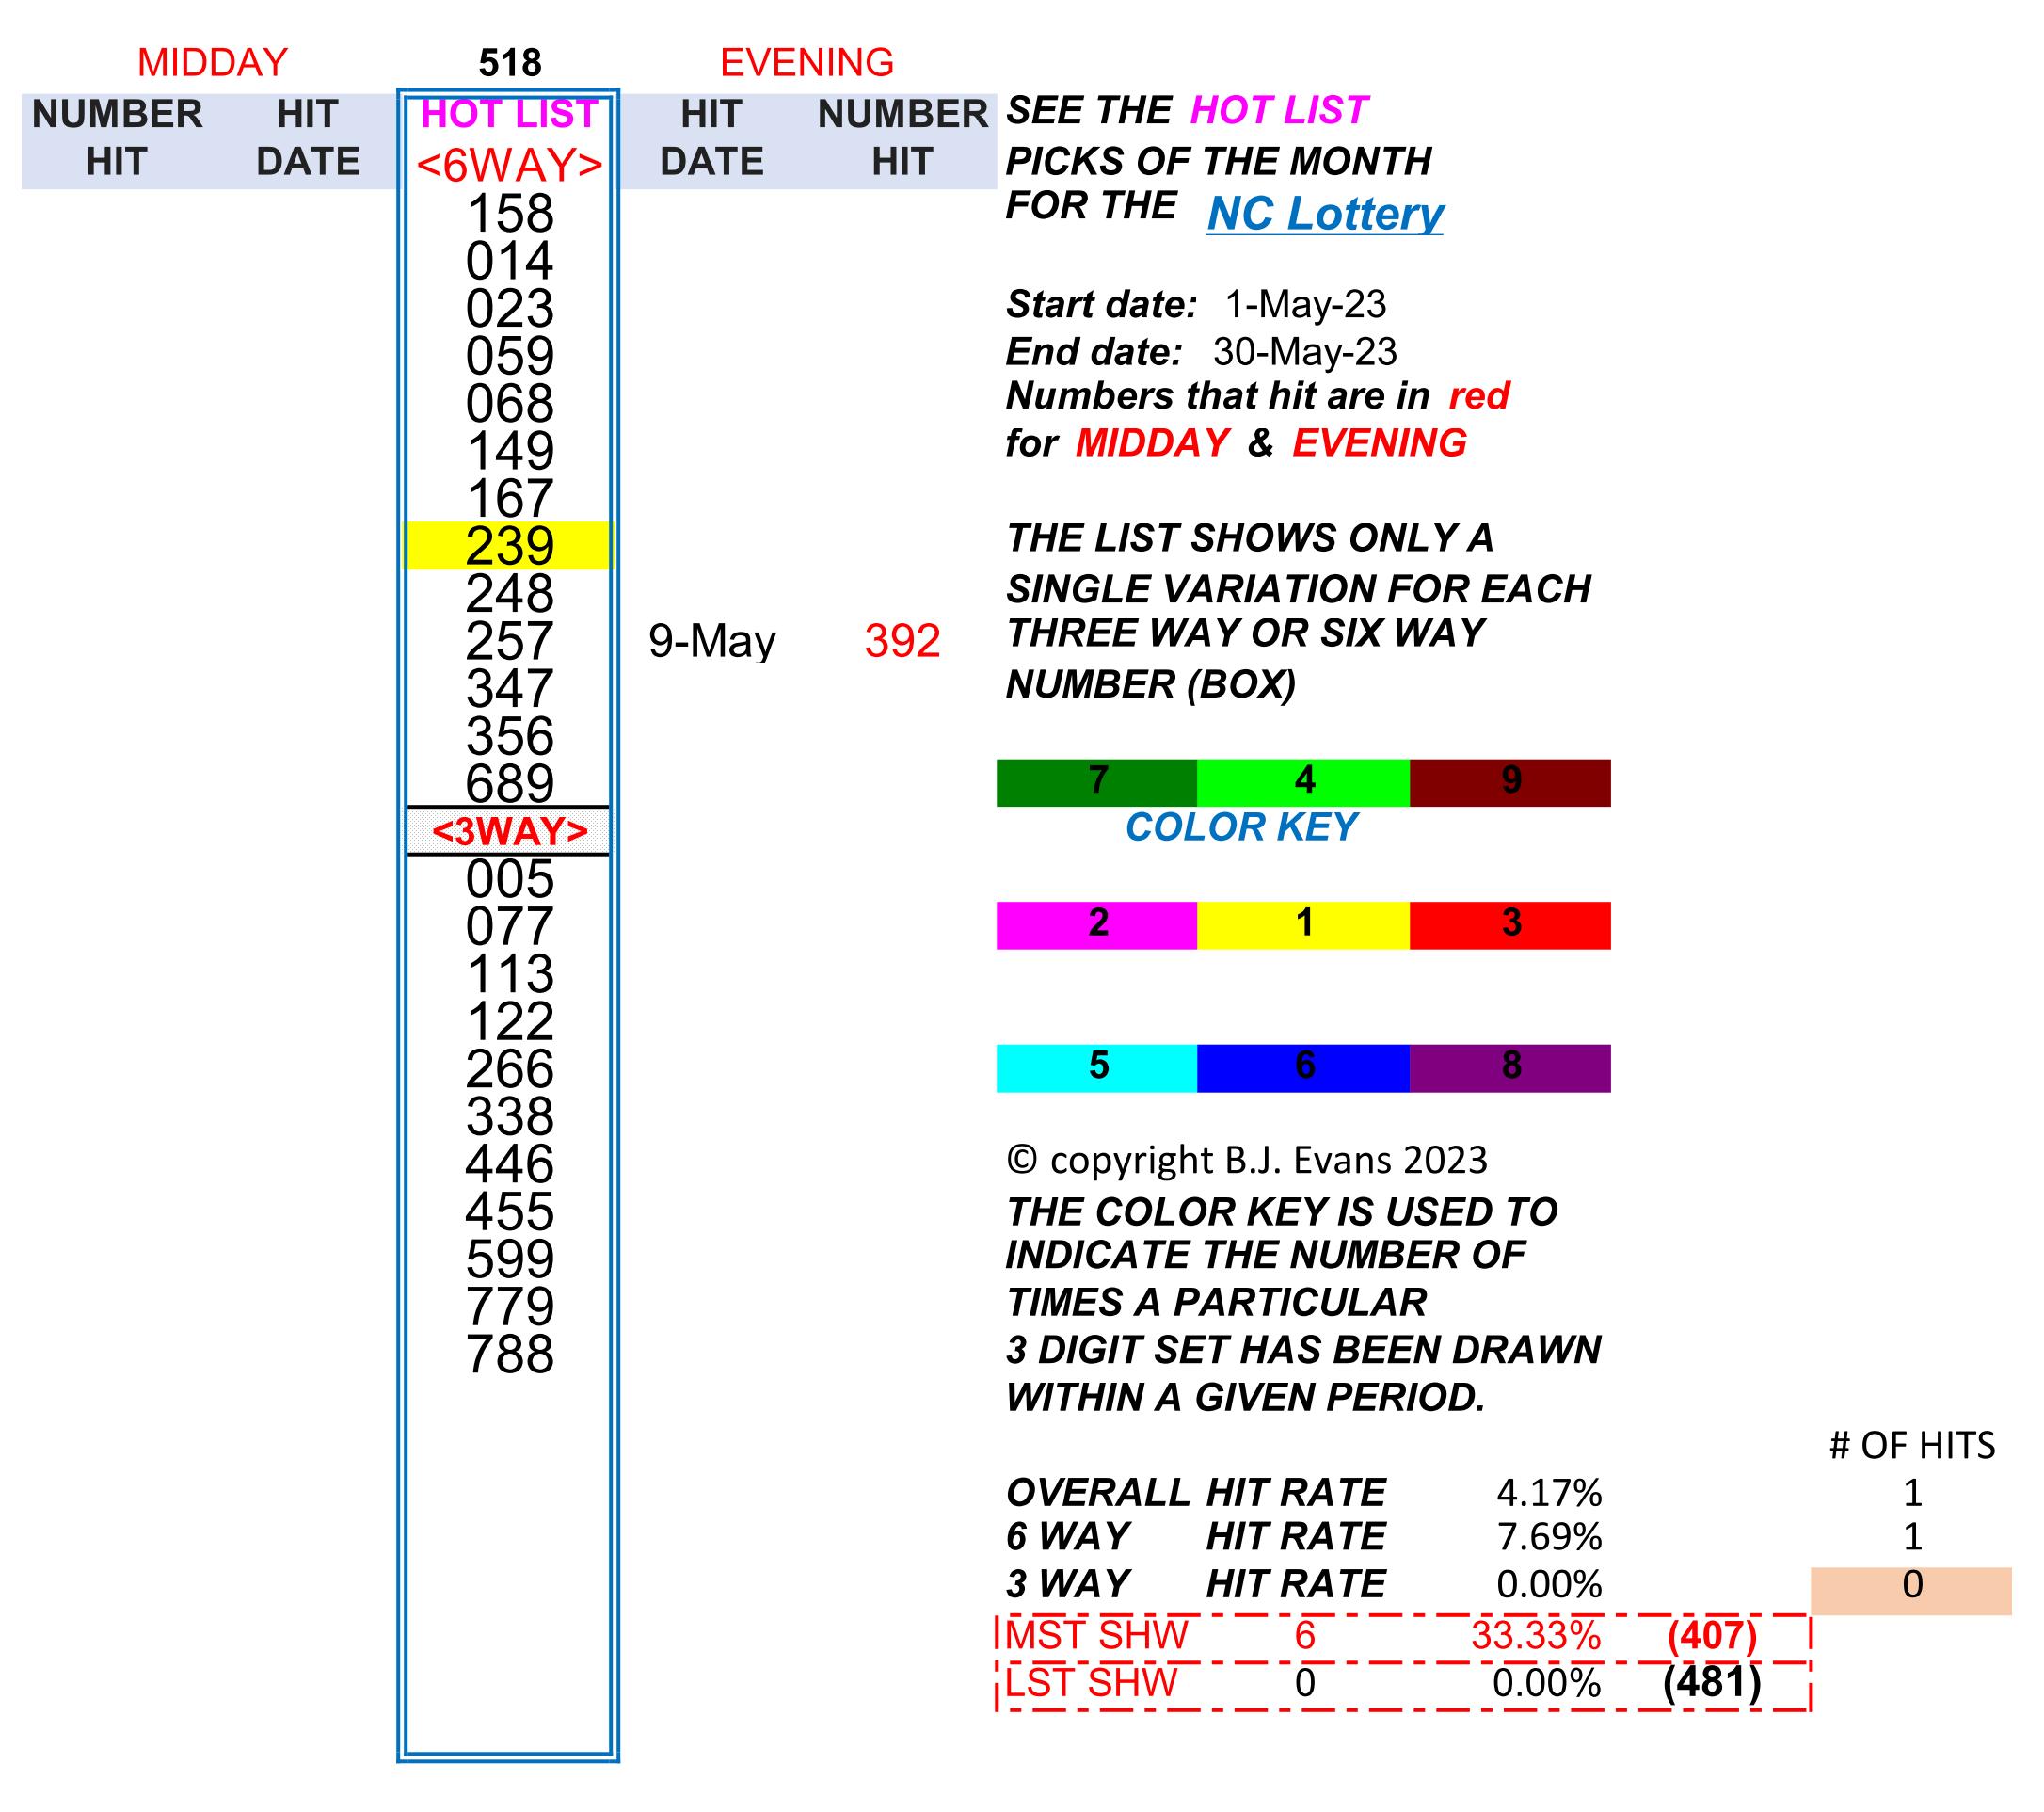 MIDDAY 518 EVENING
NUMBER HIT HOT LIST HIT NUMBER SEE THE HOT LIST
HIT DATE <6WAY> DATE HIT PICKS OF THE MONTH
158 FOR THE NC Lottery
014
023 Start date: 1-May-23
059 End date: 30-May-23
068 Numbers that hit are in red
149 for MIDDAY & EVENING
167
239 THE LIST SHOWS ONLY A
248 SINGLE VARIATION FOR EACH
257 9-May 392 THREE WAY OR SIX WAY
347 NUMBER (BOX)
356
689 7 4 9
<3WAY> COLOR KEY
005
077 2 1 3
113
122
266 5 6 8
338
446 © copyright B.J. Evans 2023
455 THE COLOR KEY IS USED TO
599 INDICATE THE NUMBER OF
779 TIMES A PARTICULAR
788 3 DIGIT SET HAS BEEN DRAWN
WITHIN A GIVEN PERIOD.
# OF HITS
OVERALL HIT RATE 4.17% 1
6 WAY HIT RATE 7.69% 1
3 WAY HIT RATE 0.00% 0
MST SHW 6 33.33% (407)
LST SHW 0 0.00% (481)